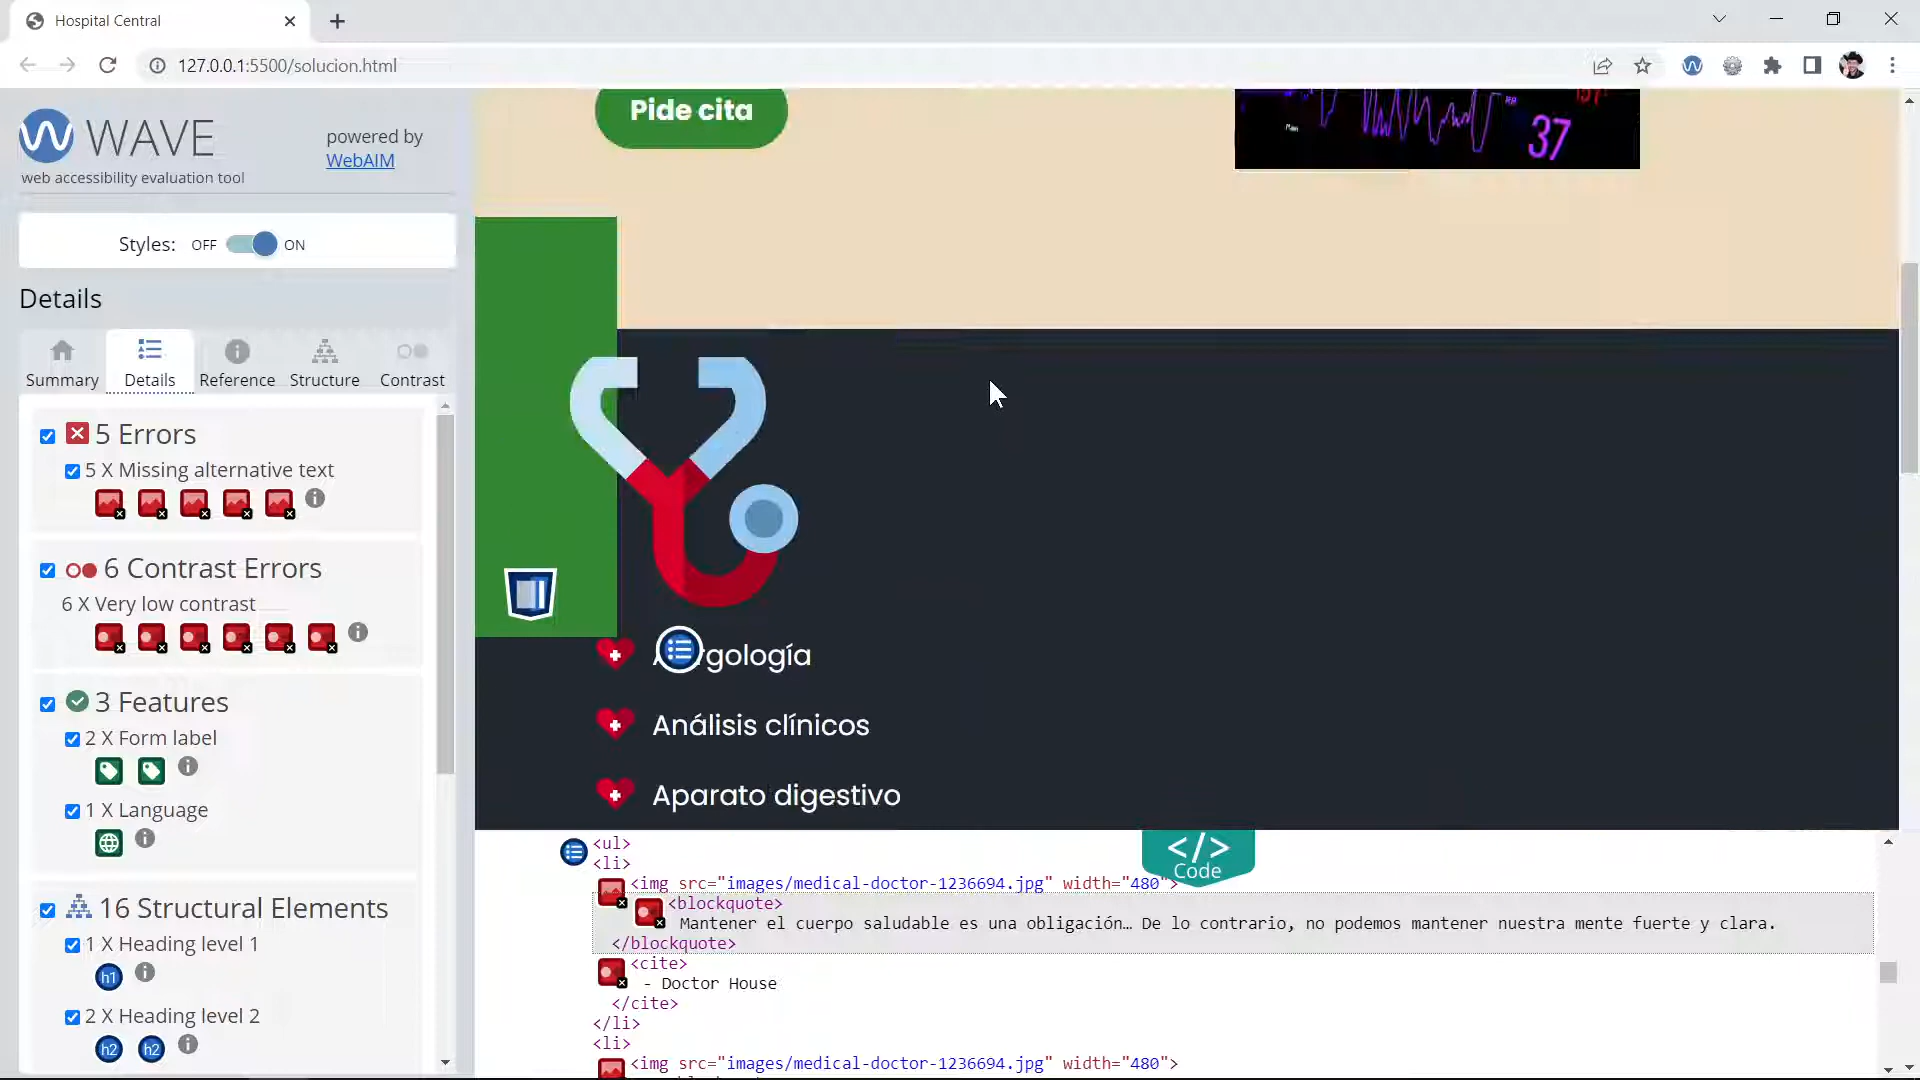 Hospital Central
127.0.0.1:5500/solucion.html
WAVE
powered by
WebAIM
web accessibility evaluation tool
Styles: OFF ON
Details
Summary Details Reference Structure Contrast
5 Errors
5 X Missing alternative text
6 Contrast Errors
6 X Very low contrast
3 Features
2 X Form label
1 X Language
16 Structural Elements
1 X Heading level 1
h1
2 X Heading level 2
h2 h2
Pide cita
37
Análisis clínicos
Aparato digestivo
</>
Code
<ul>
<li>
<img src="images/medical-doctor-1236694.jpg" width="480">
<blockquote>
Mantener el cuerpo saludable es una obligación… De lo contrario, no podemos mantener nuestra mente fuerte y clara.
</blockquote>
<cite>
- Doctor House
</cite>
</li>
<li>
<img src="images/medical-doctor-1236694.jpg" width="480">